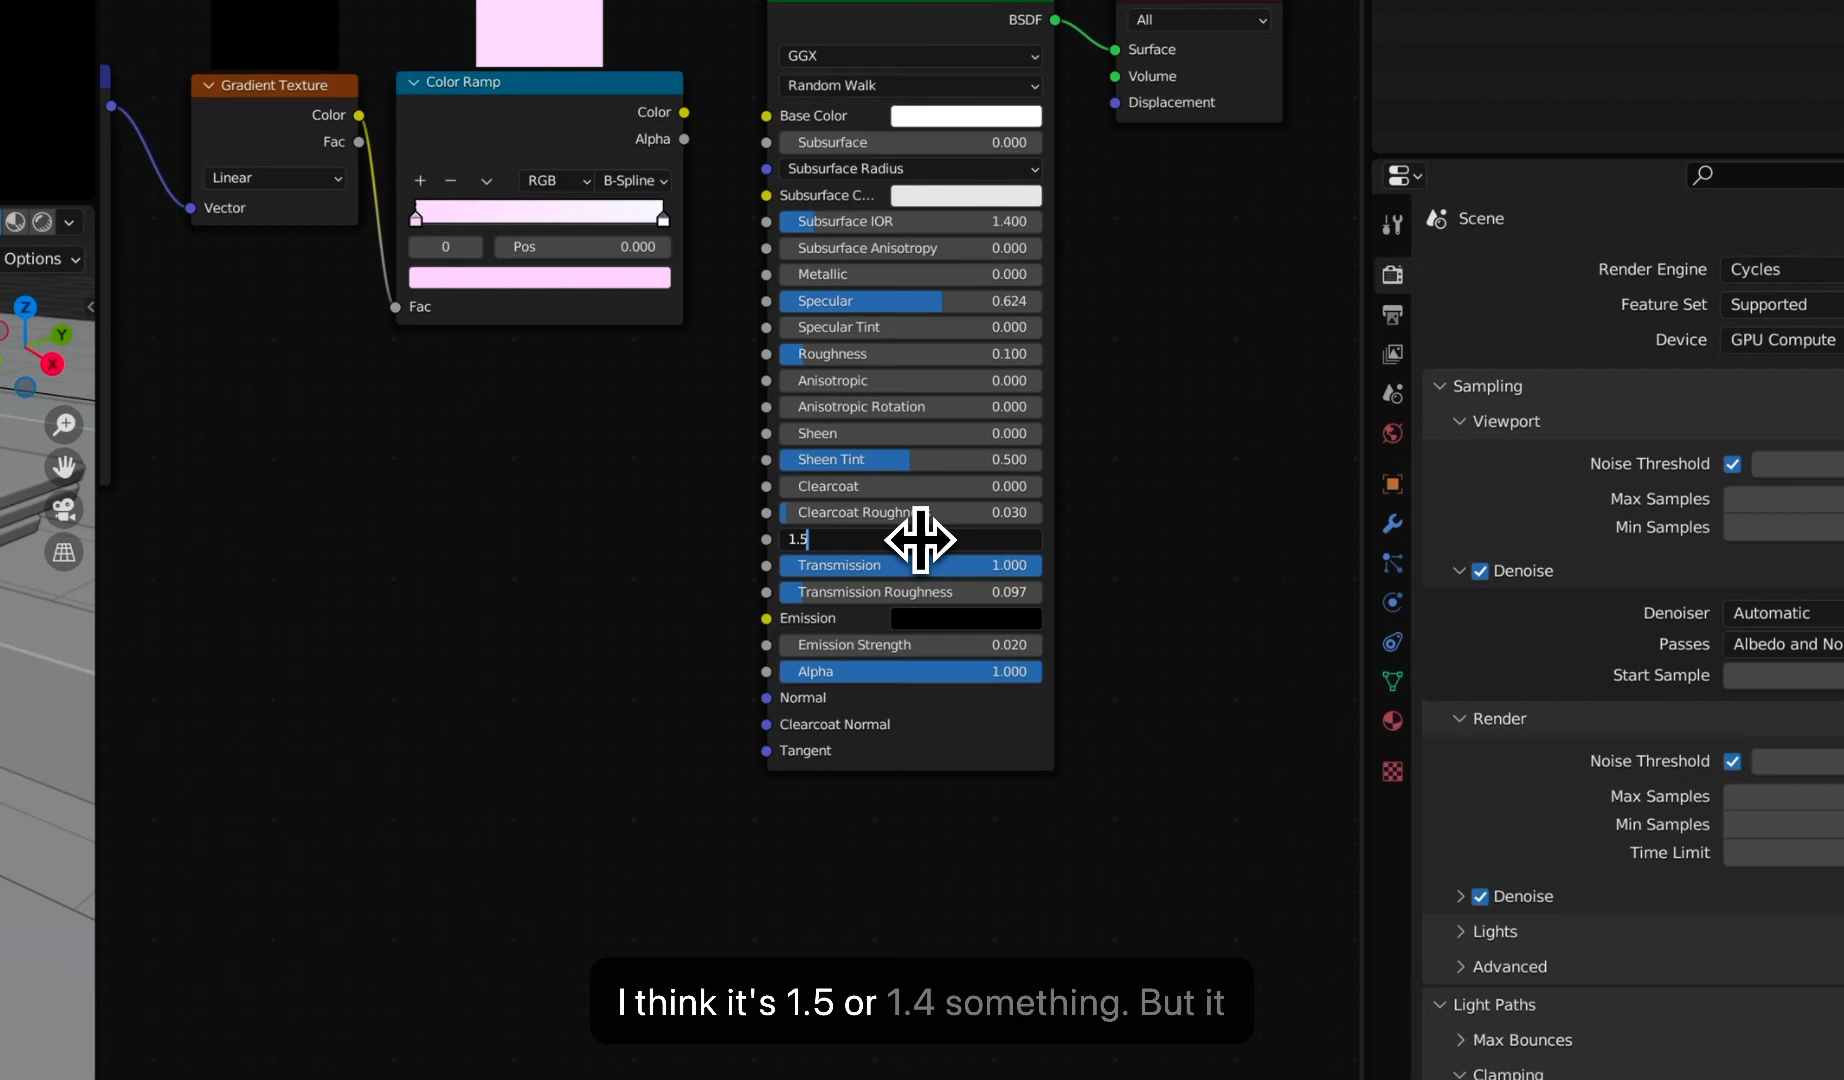 BSDF
All
GGX
Surface
Random Walk
Volume
Displacement
Gradient Texture
Color
Fac
Linear
Vector
Color Ramp
Color
Alpha
RGB
B-Spline
0
Pos
0.000
Fac
Base Color
Subsurface
0.000
Subsurface Radius
Subsurface C...
Subsurface IOR
1.400
Subsurface Anisotropy
0.000
Metallic
0.000
Specular
0.624
Specular Tint
0.000
Roughness
0.100
Anisotropic
0.000
Anisotropic Rotation
0.000
Sheen
0.000
Sheen Tint
0.500
Clearcoat
0.000
Clearcoat Roughn
0.030
1.5
Transmission
1.000
Transmission Roughness
0.097
Emission
Emission Strength
0.020
Alpha
1.000
Normal
Clearcoat Normal
Tangent
Options
Z
Y
X
Scene
Render Engine
Cycles
Feature Set
Supported
Device
GPU Compute
Sampling
Viewport
Noise Threshold
Max Samples
Min Samples
Denoise
Denoiser
Automatic
Passes
Albedo and No
Start Sample
Render
Noise Threshold
Max Samples
Min Samples
Time Limit
Denoise
Lights
Advanced
Light Paths
Max Bounces
Clamping
I think it's 1.5 or 1.4 something. But it